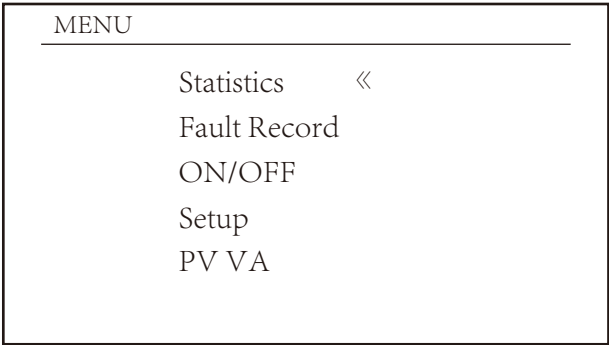 MENU
Statistics «
Fault Record
ON/OFF
Setup
PV VA